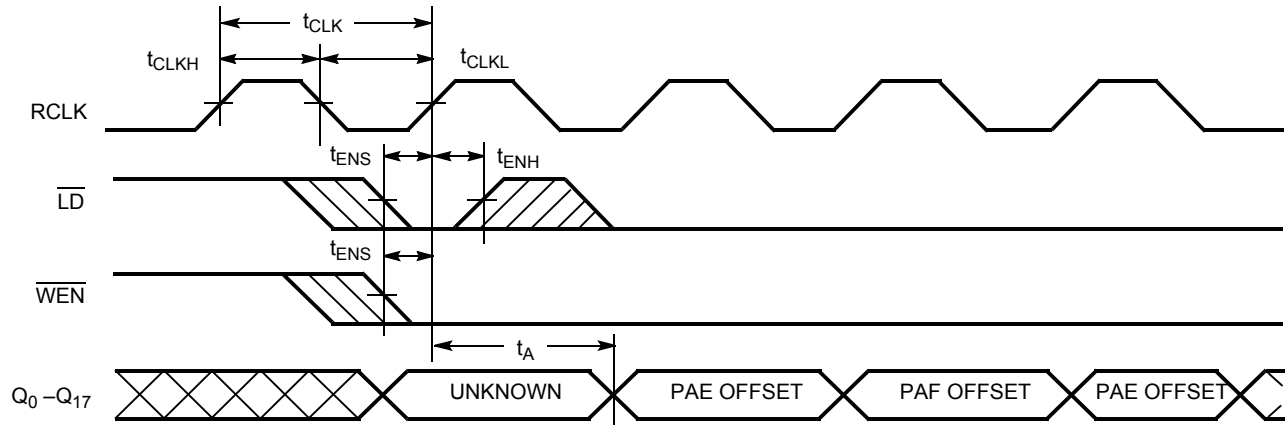 tCLK
tCLKH
tCLKL
RCLK
tENS
tENH
LD
tENS
WEN
tA
Q0 –Q17
UNKNOWN
PAE OFFSET
PAF OFFSET
PAE OFFSET